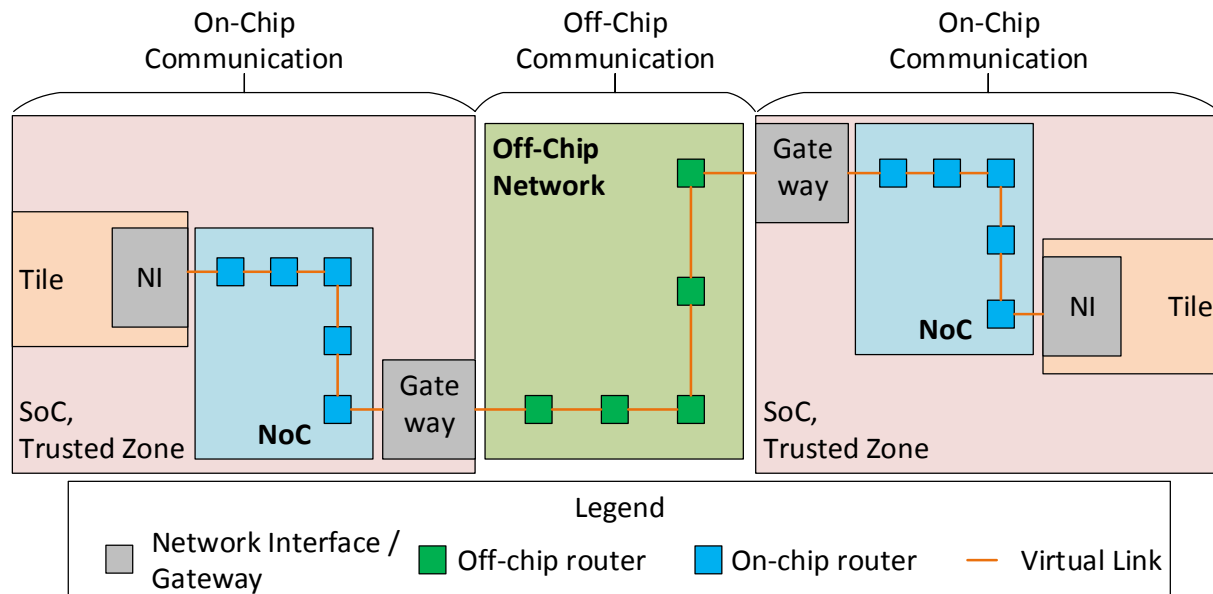 On-Chip
Communication
Off-Chip
Communication
On-Chip
Communication
Off-Chip
Network
Gate
way
Tile
NI
NoC
Gate
way
SoC,
Trusted Zone
NoC
NI
Tile
SoC,
Trusted Zone
Legend
Network Interface /
Gateway
Off-chip router
On-chip router
Virtual Link